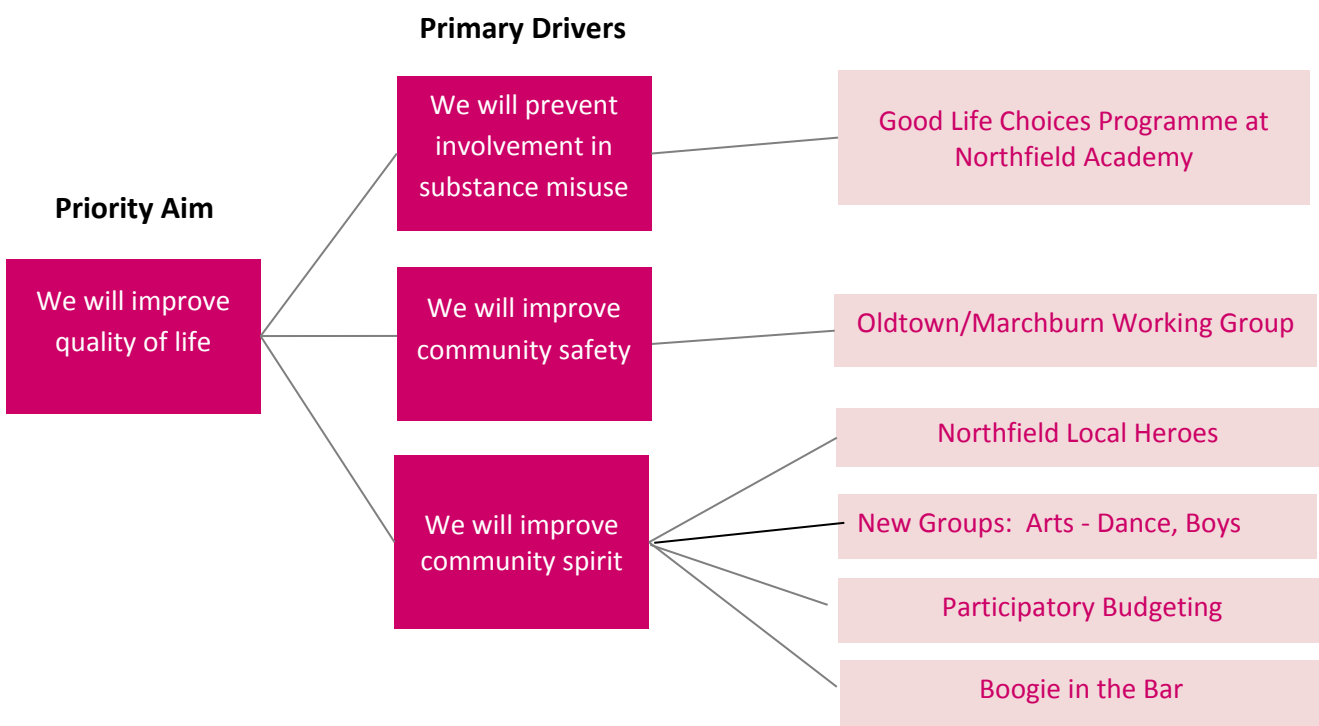 Primary Drivers
Priority Aim
We will improve
quality of life
We will prevent
involvement in
substance misuse
We will improve
community safety
We will improve
community spirit
Good Life Choices Programme at
Northfield Academy
Oldtown/Marchburn Working Group
Northfield Local Heroes
New Groups:  Arts - Dance, Boys
Participatory Budgeting
Boogie in the Bar